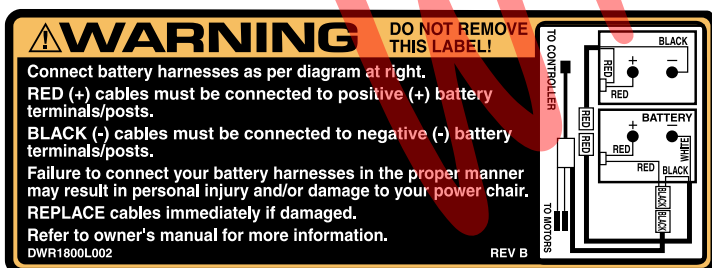 WARNING
DO NOT REMOVE
THIS LABEL!
Connect battery harnesses as per diagram at right.
RED (+) cables must be connected to positive (+) battery
terminals/posts.
BLACK (-) cables must be connected to negative (-) battery
terminals/posts.
Failure to connect your battery harnesses in the proper manner
may result in personal injury and/or damage to your power chair.
REPLACE cables immediately if damaged.
Refer to owner's manual for more information.
DWR1800L002
REV B
TO CONTROLLER
BLACK
+ −
RED
RED
BATTERY
+ −
RED
RED
RED
WHITE
RED
BLACK
BLACK
BLACK
TO MOTORS